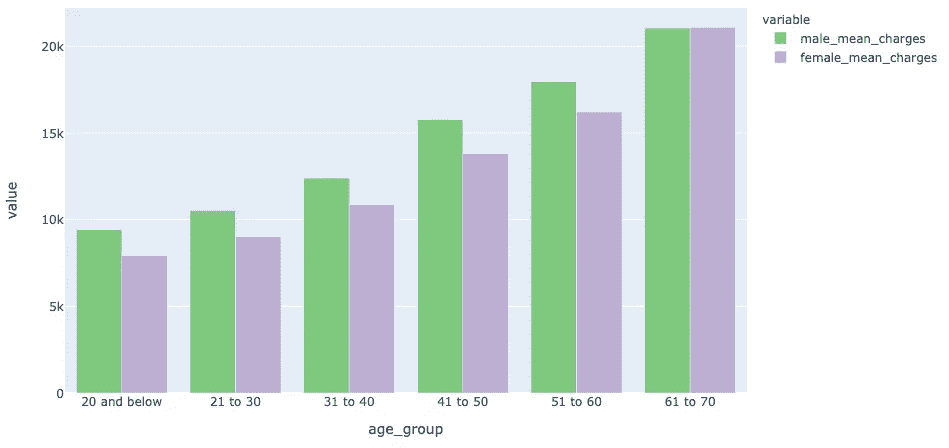 variable
male_mean_charges
female_mean_charges
value
20k
15k
10k
5k
0
20 and below
21 to 30
31 to 40
41 to 50
51 to 60
61 to 70
age_group